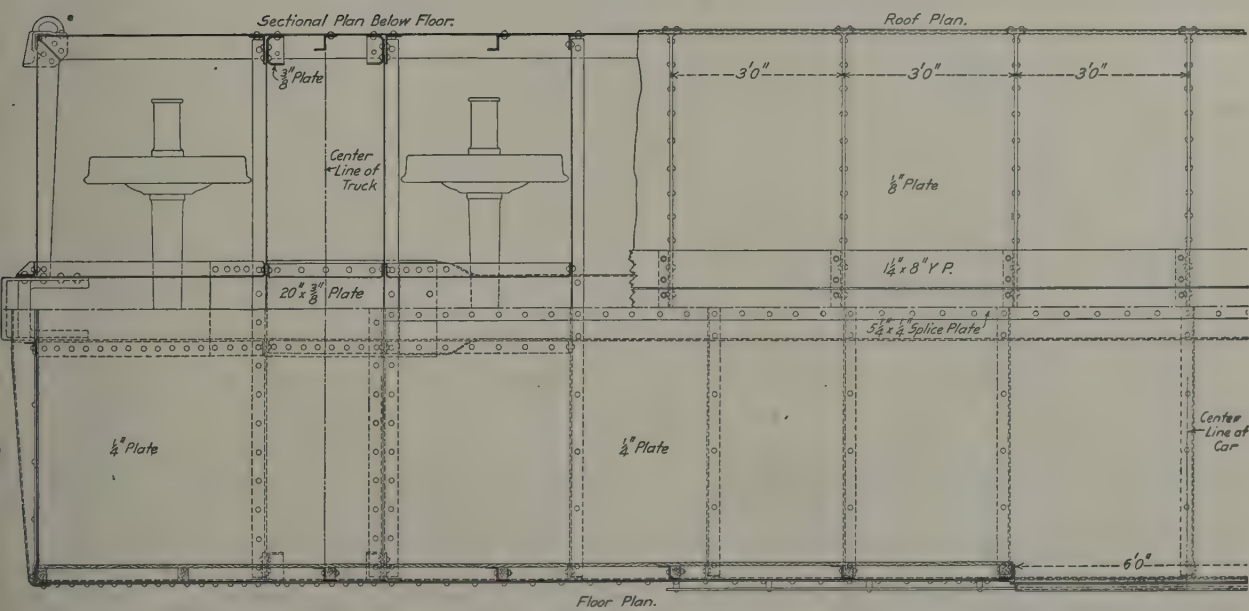 Sectional Plan Below Floor.
Roof Plan.
3/8" Plate
3'0"
3'0"
3'0"
Center
Line of
Truck
1/8" Plate
1 1/4" x 8" Y.P.
20" x 3/8" Plate
5 1/4" x 1/4" Splice Plate
1/4" Plate
1/4" Plate
Center
Line of
Car
6'0"
Floor Plan.